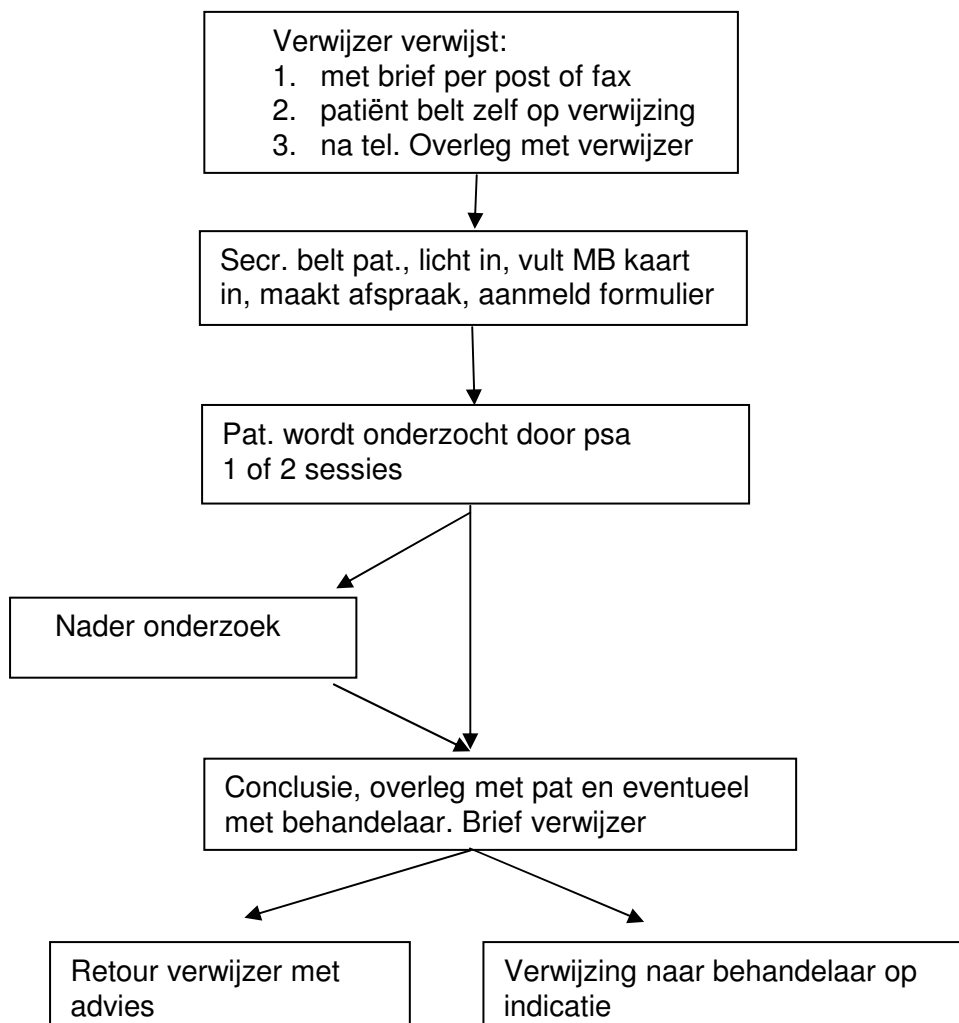 Verwijzer verwijst:
1. met brief per post of fax
2. patiënt belt zelf op verwijzing
3. na tel. Overleg met verwijzer
Secr. belt pat., licht in, vult MB kaart
in, maakt afspraak, aanmeld formulier
Pat. wordt onderzocht door psa
1 of 2 sessies
Nader onderzoek
Conclusie, overleg met pat en eventueel
met behandelaar. Brief verwijzer
Retour verwijzer met
advies
Verwijzing naar behandelaar op
indicatie